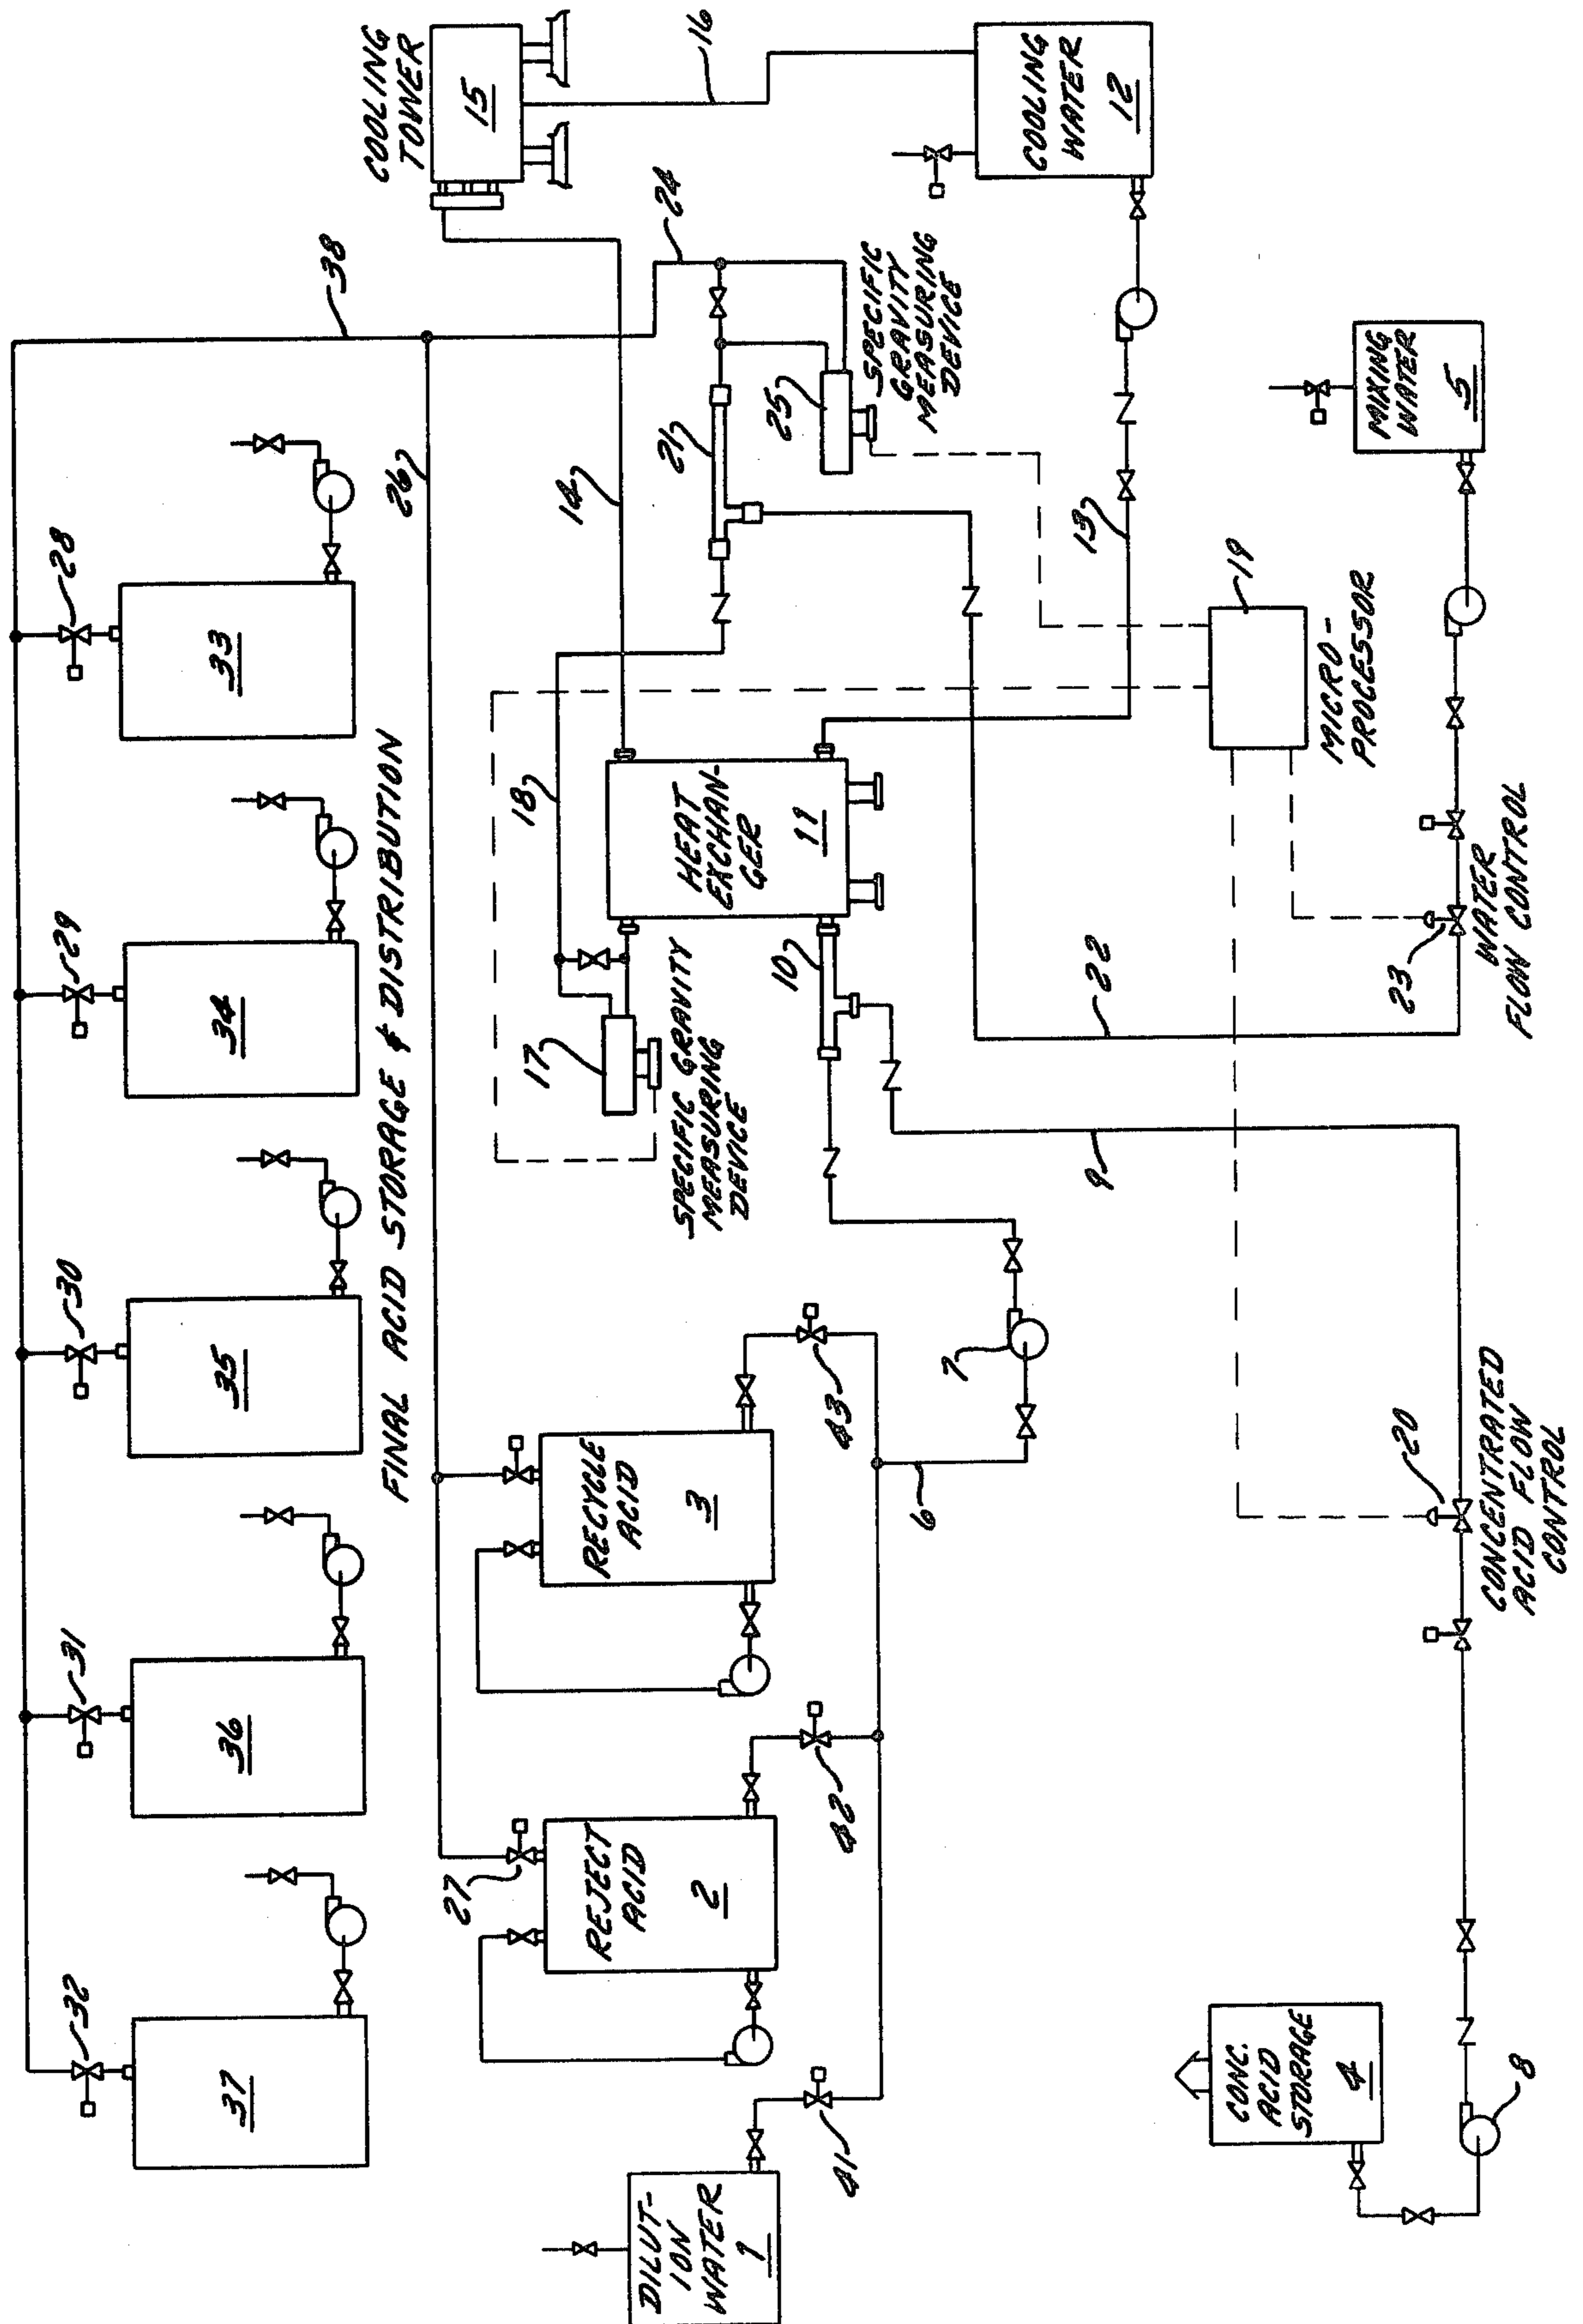 COOLING
TOWER
15
16
COOLING
WATER
12
38
24
SPECIFIC
GRAVITY
MEASURING
DEVICE
25
21
26
14
13
MIXING
WATER
5
28
33
19
MICRO-
PROCESSOR
18
HEAT
EXCHAN-
GER
11
10
29
34
17
SPECIFIC GRAVITY
MEASURING
DEVICE
22
23
WATER
FLOW CONTROL
9
30
35
FINAL ACID STORAGE & DISTRIBUTION
7
43
6
RECYCLE
ACID
3
20
CONCENTRATED
ACID FLOW
CONTROL
31
36
42
27
REJECT
ACID
2
32
37
41
CONC.
ACID
STORAGE
4
8
DILUT-
ION
WATER
1